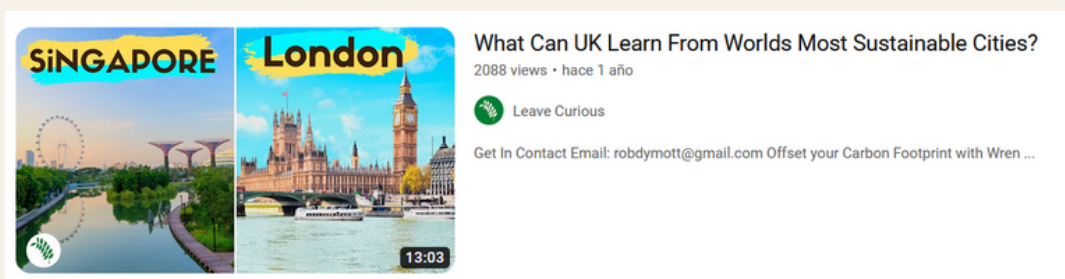 SiNGAPORE
London
13:03
What Can UK Learn From Worlds Most Sustainable Cities?
2088 views • hace 1 año
Leave Curious
Get In Contact Email: robdymott@gmail.com Offset your Carbon Footprint with Wren ...